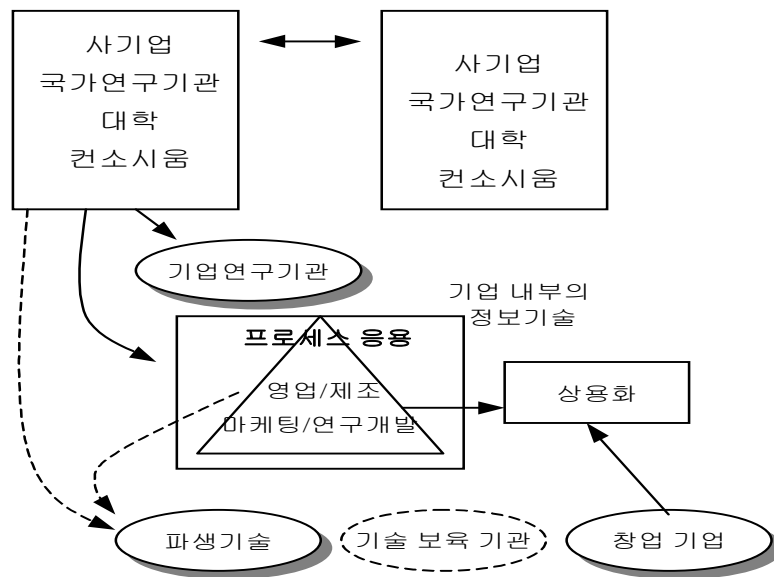 사기업
국가연구기관
대학
컨소시움
사기업
국가연구기관
대학
컨소시움
기업연구기관
기업 내부의
정보기술
프로세스 응용
영업/제조
마케팅/연구개발
상용화
파생기술
기술 보육 기관
창업 기업